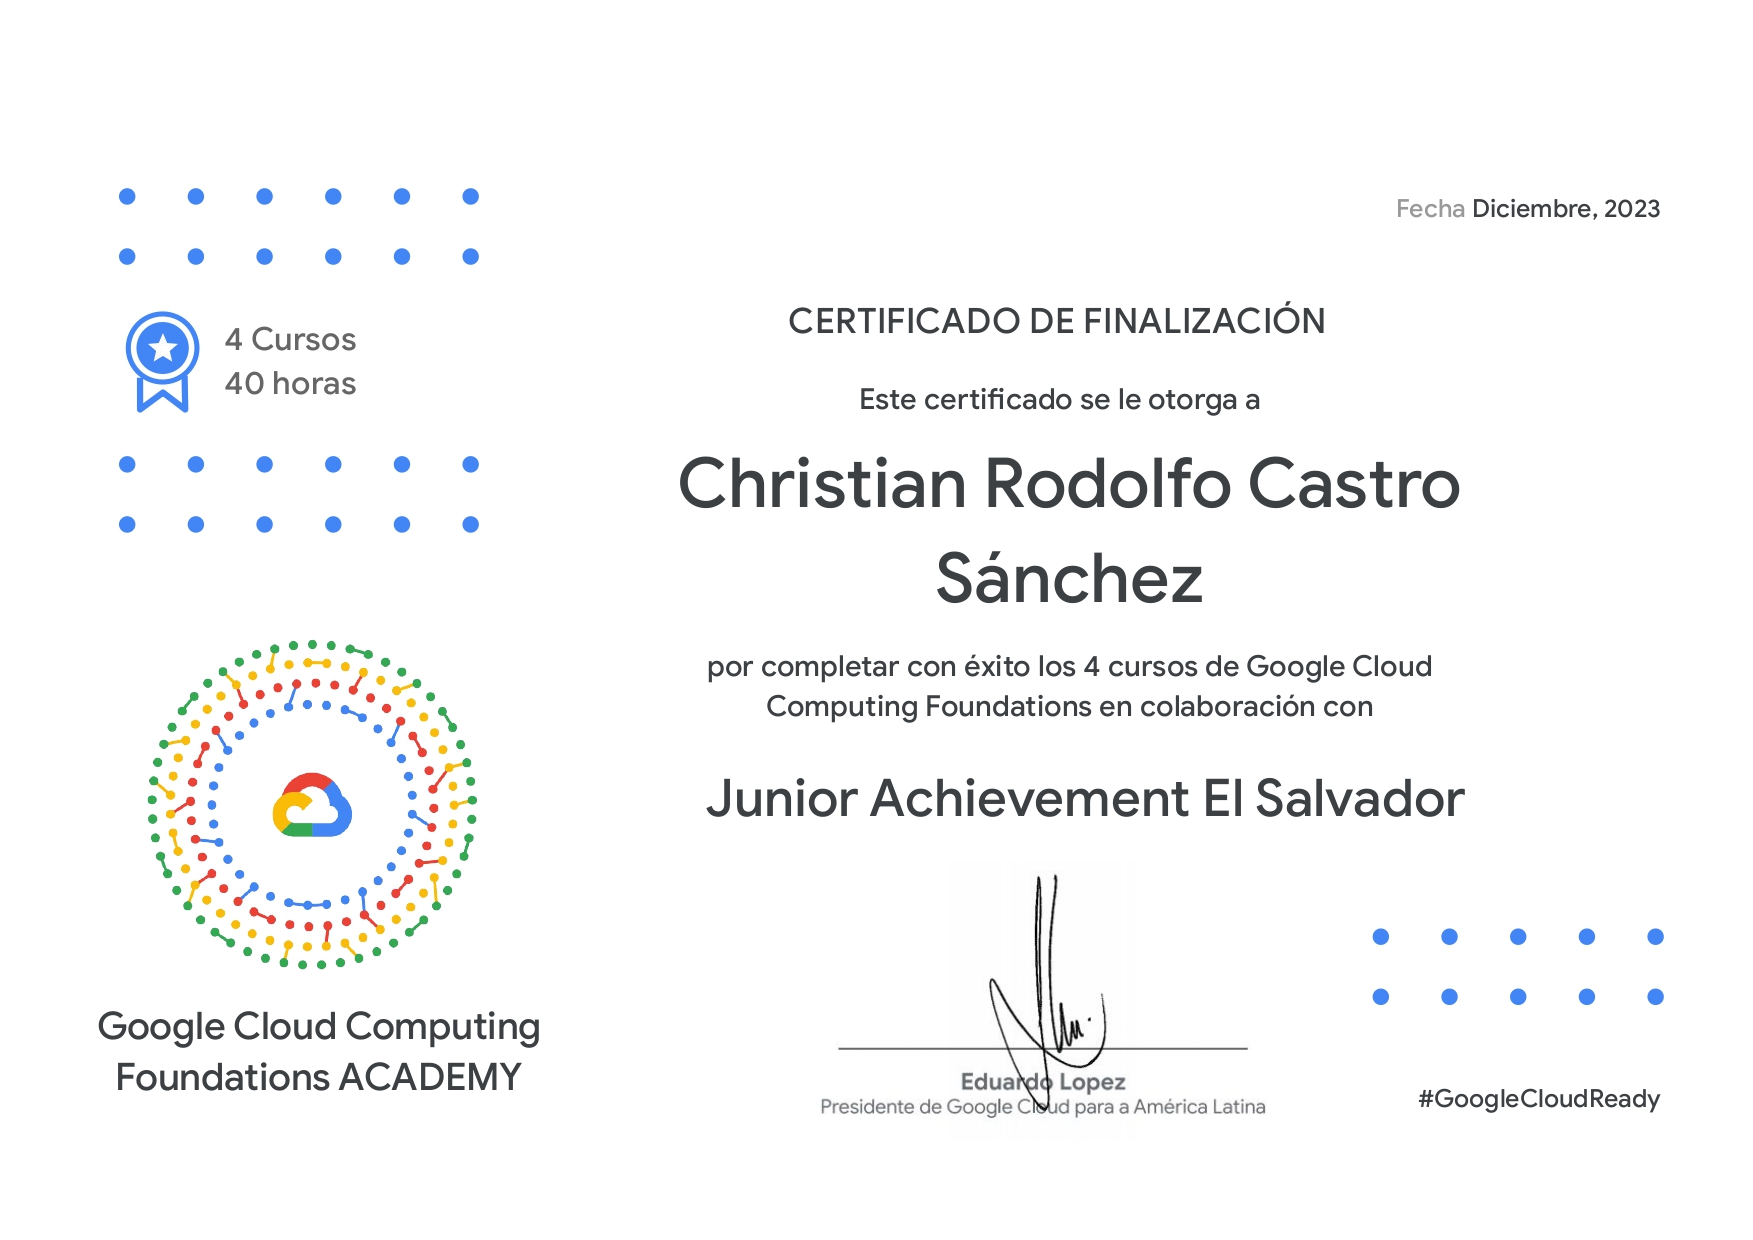 Fecha Diciembre, 2023
4 Cursos
40 horas
CERTIFICADO DE FINALIZACIÓN
Este certificado se le otorga a
Christian Rodolfo Castro
Sánchez
por completar con éxito los 4 cursos de Google Cloud
Computing Foundations en colaboración con
Junior Achievement El Salvador
Google Cloud Computing
Foundations ACADEMY
Eduardo Lopez
Presidente de Google Cloud para a América Latina
#GoogleCloudReady